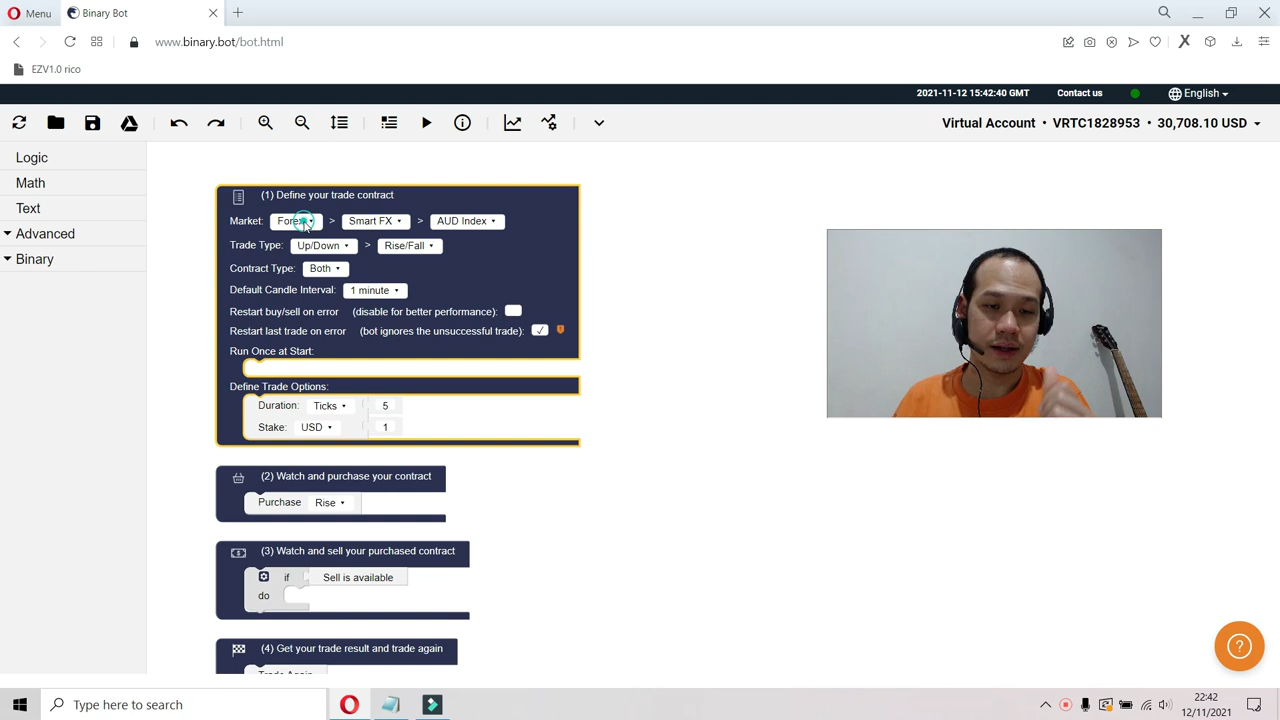 Menu
Binary Bot
www.binary.bot/bot.html
EZV1.0 rico
2021-11-12 15:42:40 GMT
Contact us
English
Virtual Account • VRTC1828953 • 30,708.10 USD
Logic
Math
Text
Advanced
Binary
(1) Define your trade contract
Market: Forex > Smart FX > AUD Index
Trade Type: Up/Down > Rise/Fall
Contract Type: Both
Default Candle Interval: 1 minute
Restart buy/sell on error (disable for better performance):
Restart last trade on error (bot ignores the unsuccessful trade): ✓
Run Once at Start:
Define Trade Options:
Duration: Ticks 5
Stake: USD 1
(2) Watch and purchase your contract
Purchase Rise
(3) Watch and sell your purchased contract
if Sell is available
do
(4) Get your trade result and trade again
Trade Again
Type here to search
22:42
12/11/2021